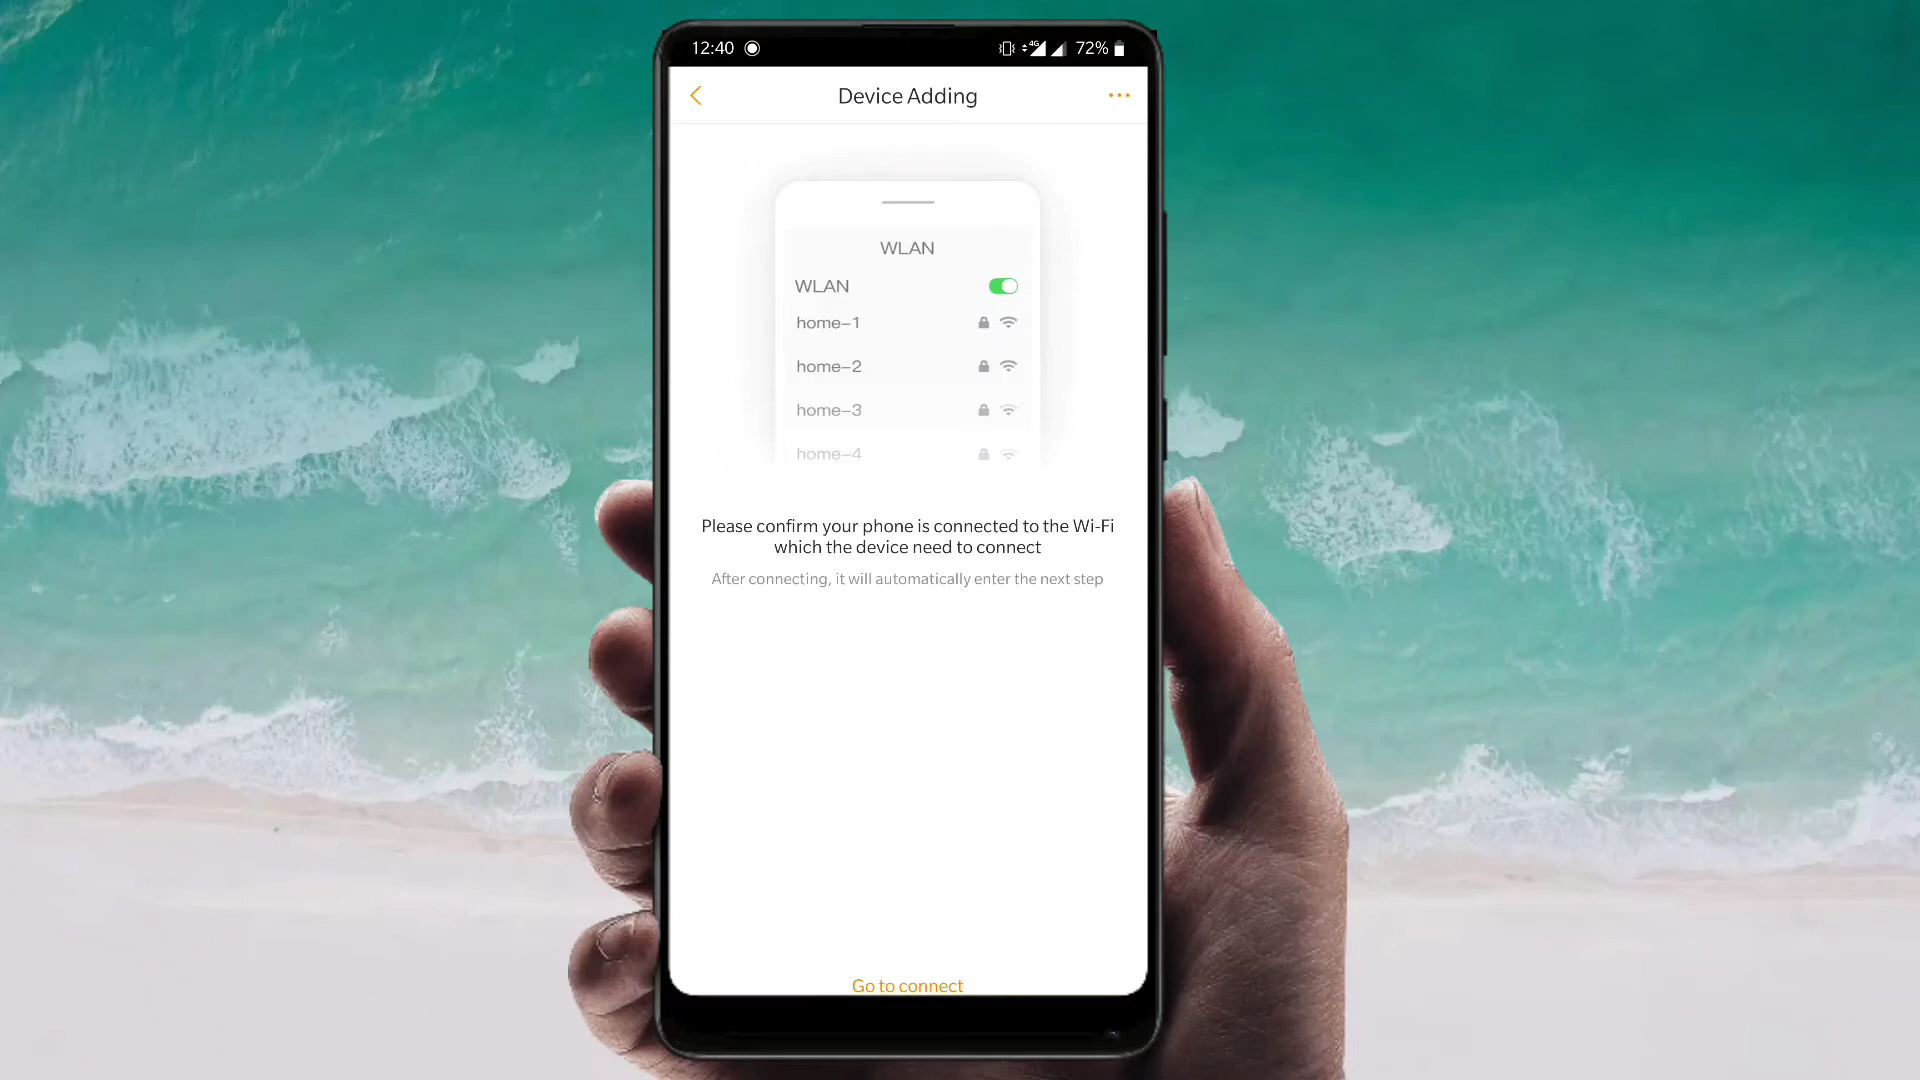 12:40
4G
72%
Device Adding
WLAN
WLAN
home-1
home-2
home-3
home-4
Please confirm your phone is connected to the Wi-Fi
which the device need to connect
After connecting, it will automatically enter the next step
Go to connect